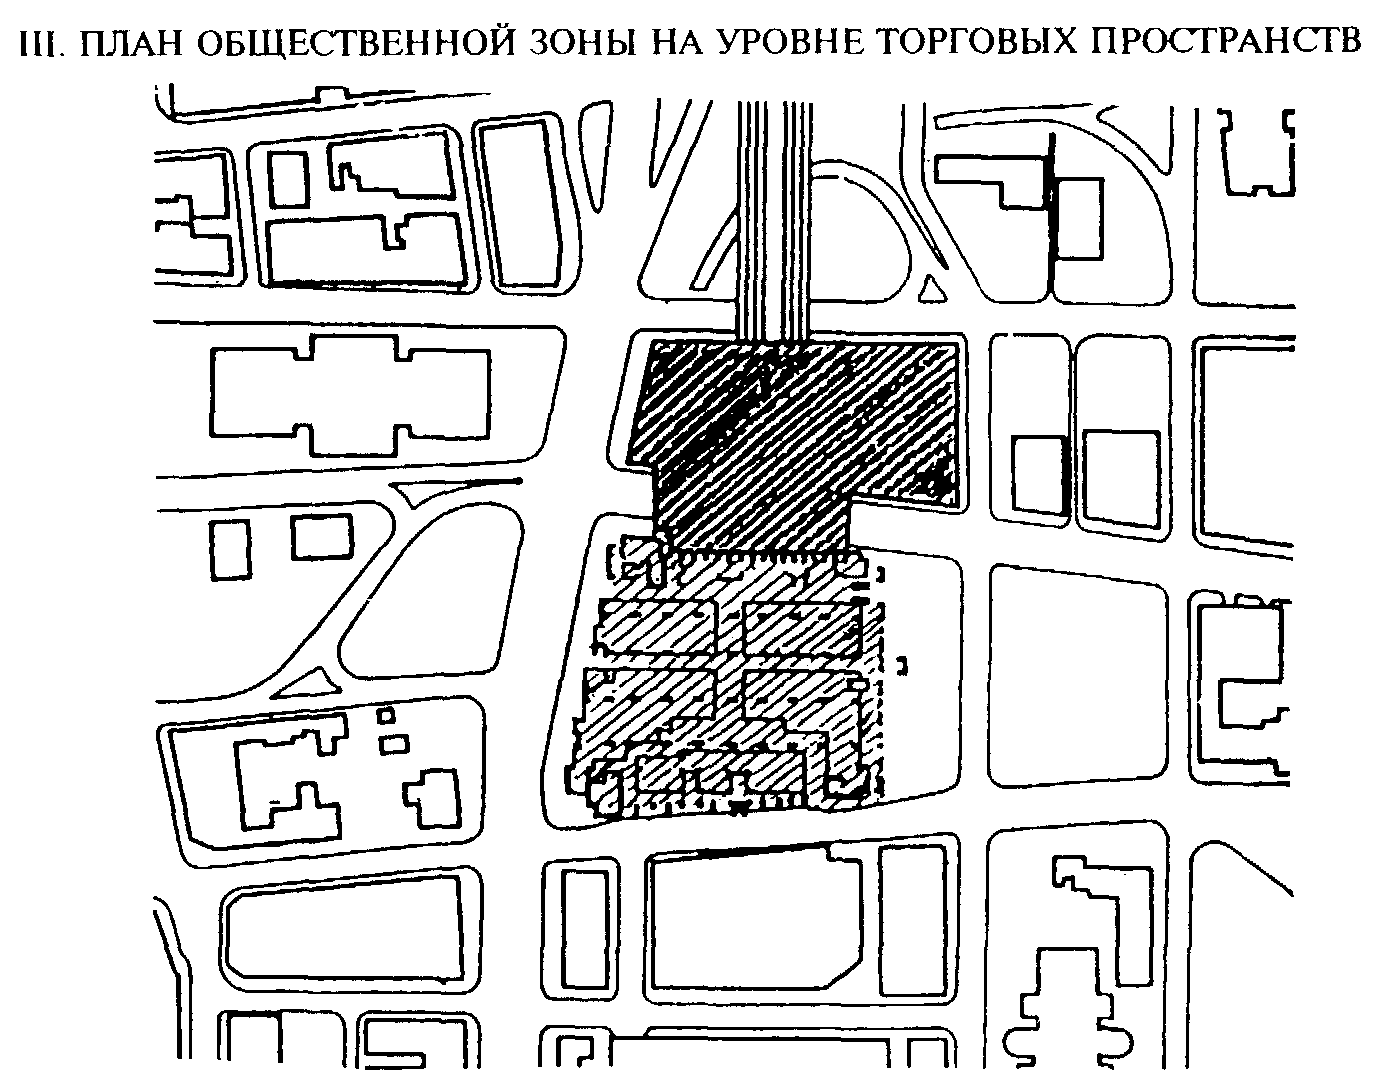 III. ПЛАН ОБЩЕСТВЕННОЙ ЗОНЫ НА УРОВНЕ ТОРГОВЫХ ПРОСТРАНСТВ